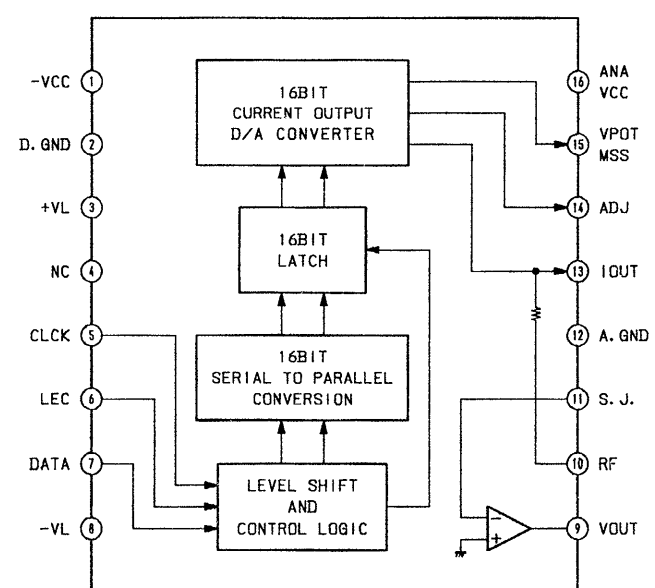 -VCC 1
D.GND 2
+VL 3
NC 4
CLCK 5
LEC 6
DATA 7
-VL 8
16BIT
CURRENT OUTPUT
D/A CONVERTER
16BIT
LATCH
16BIT
SERIAL TO PARALLEL
CONVERSION
LEVEL SHIFT
AND
CONTROL LOGIC
-
+
16 ANA
VCC
15 VPOT
MSS
14 ADJ
13 IOUT
12 A.GND
11 S.J.
10 RF
9 VOUT